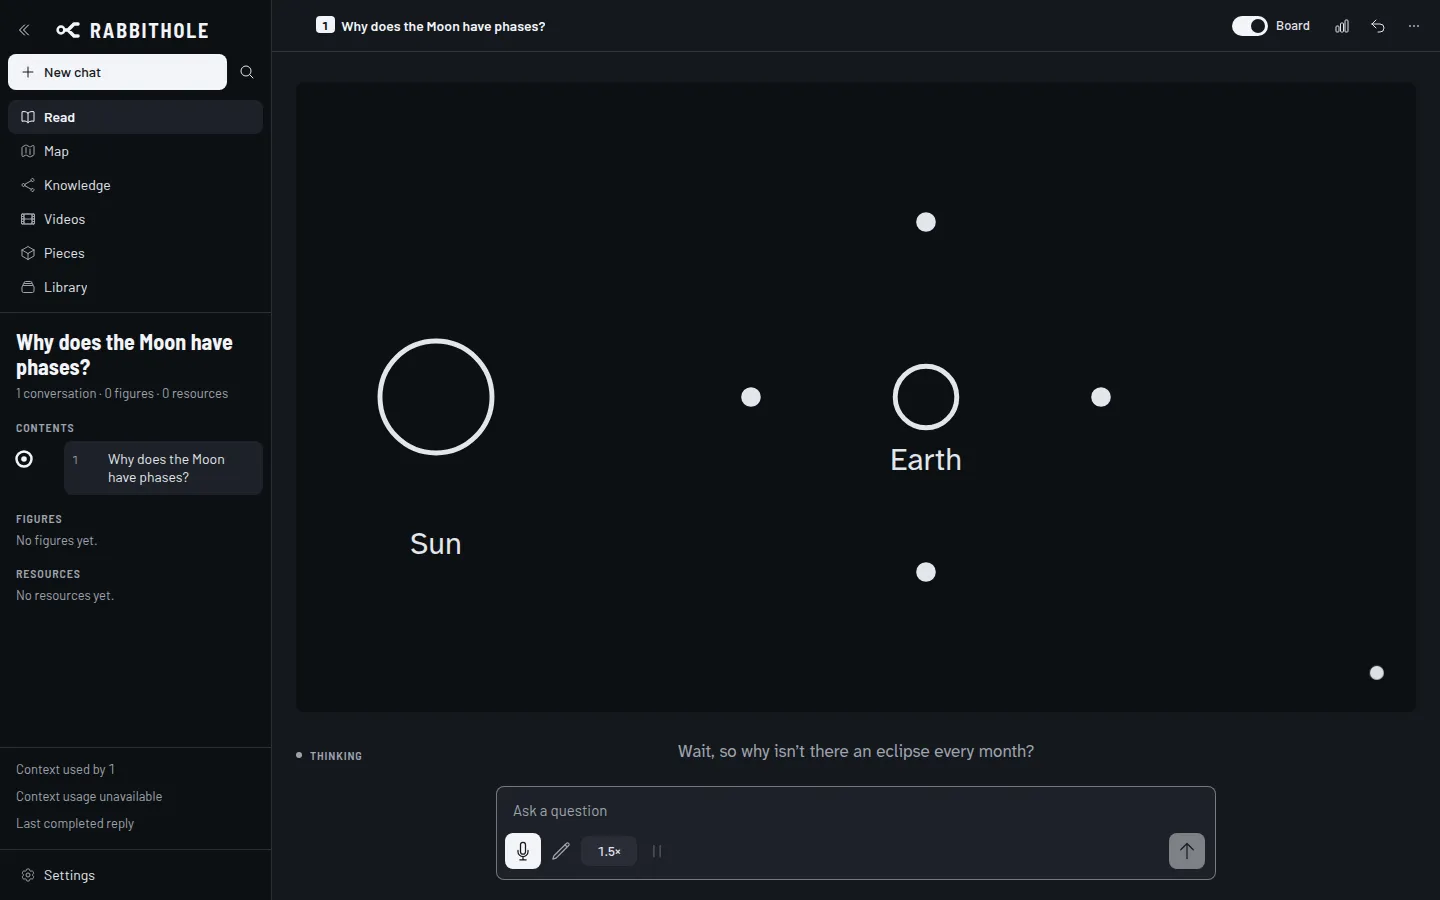 RABBITHOLE
New chat
Read
Map
Knowledge
Videos
Pieces
Library
Why does the Moon have
phases?
1 conversation · 0 figures · 0 resources
CONTENTS
1 Why does the Moon
have phases?
FIGURES
No figures yet.
RESOURCES
No resources yet.
Context used by 1
Context usage unavailable
Last completed reply
Settings
1 Why does the Moon have phases?
Board
Earth
Sun
THINKING
Wait, so why isn’t there an eclipse every month?
Ask a question
1.5×